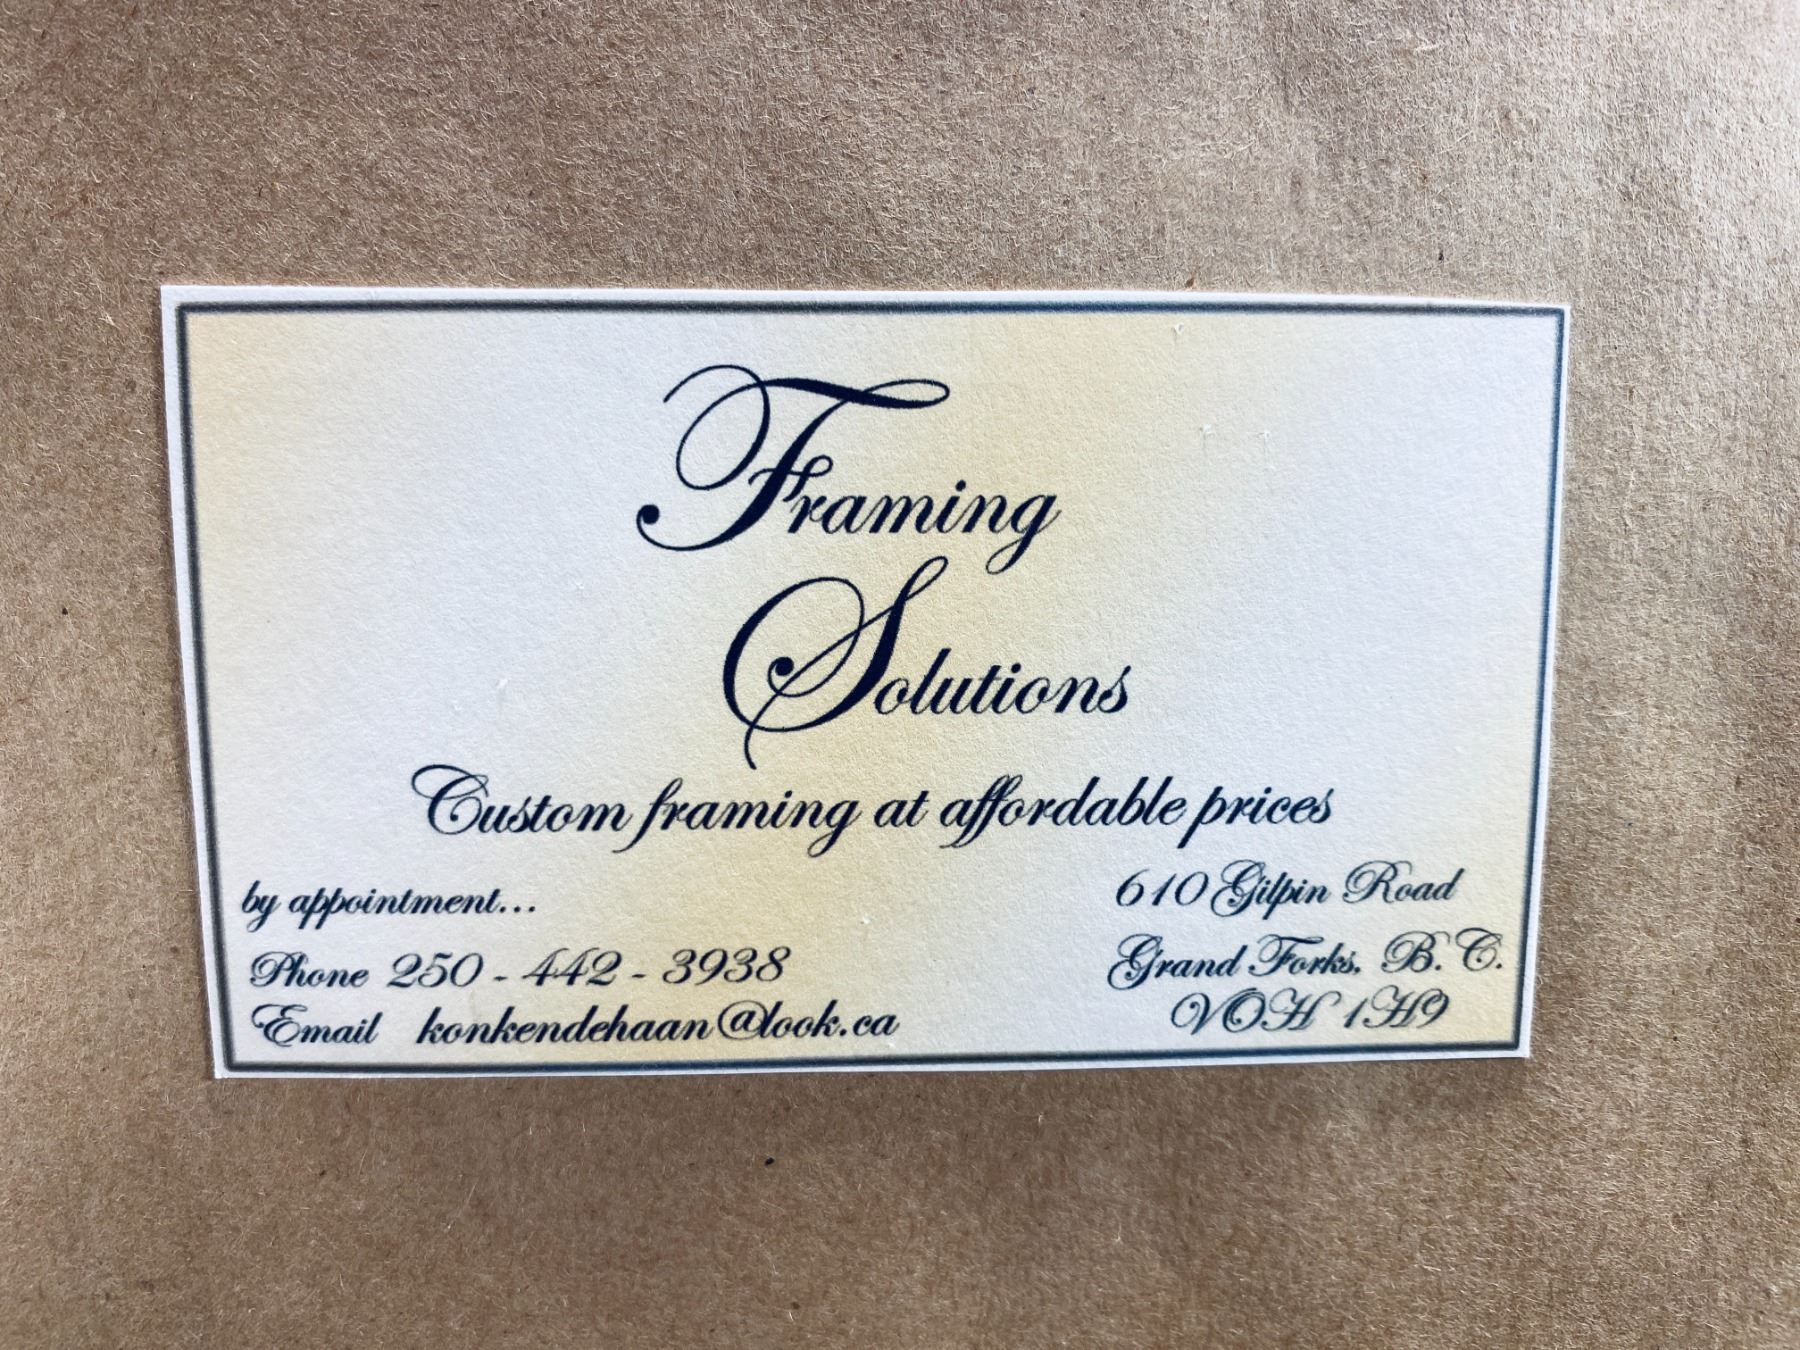 Framing
Solutions
Custom framing at affordable prices
by appointment...
Phone 250 - 442 - 3938
Email konkendehaan@look.ca
610 Gilpin Road
Grand Forks, B. C.
VOH 1H9